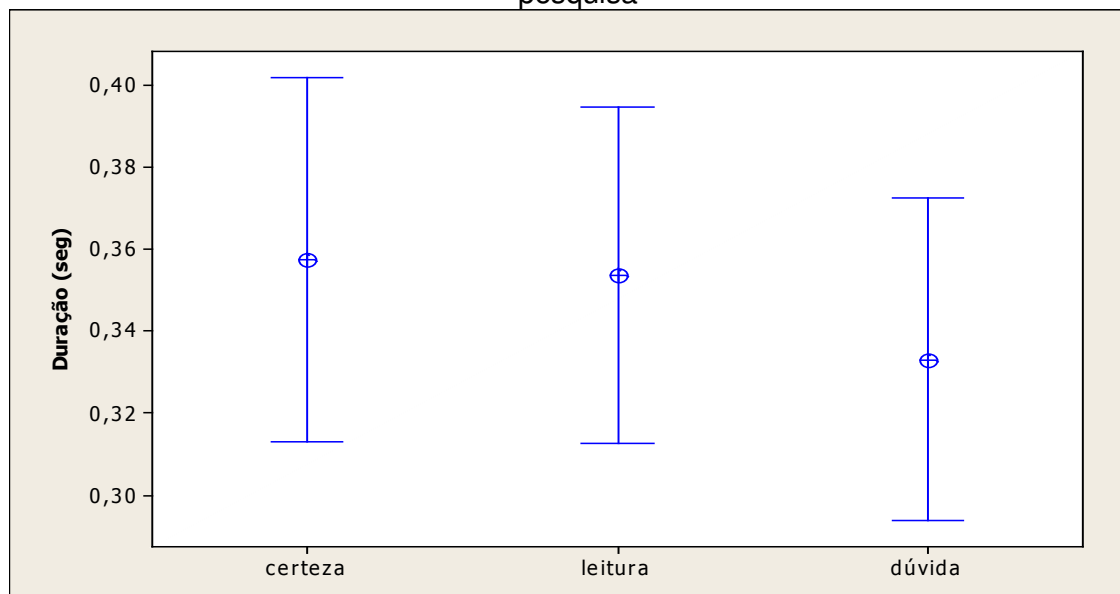 pesquisa
0,40
0,38
0,36
0,34
0,32
0,30
Duração (seg)
certeza leitura dúvida